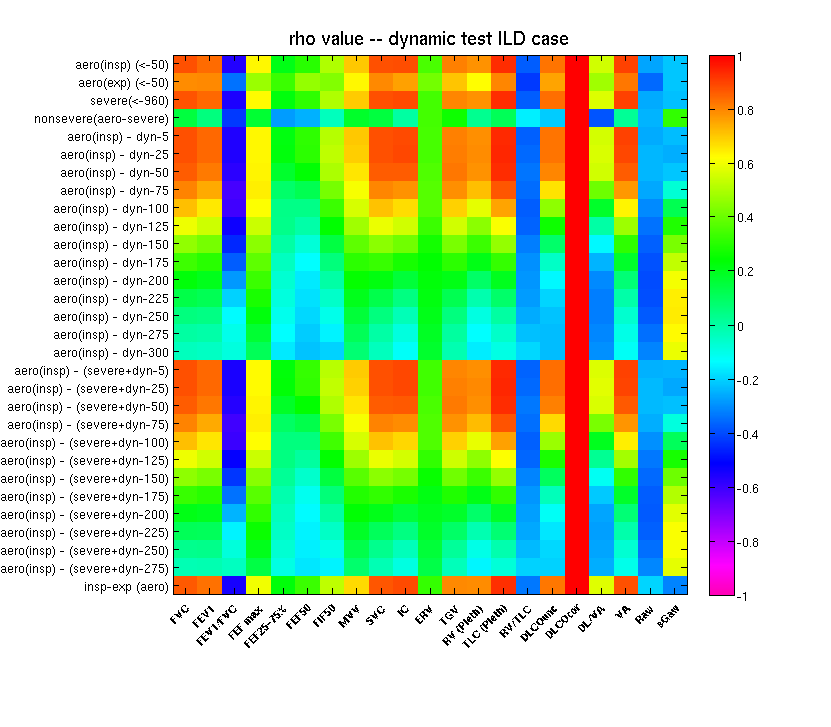 rho value -- dynamic test ILD case
aero(insp) (<-50)
aero(exp) (<-50)
severe(<-960)
nonsevere(aero-severe)
aero(insp) - dyn-5
aero(insp) - dyn-25
aero(insp) - dyn-50
aero(insp) - dyn-75
aero(insp) - dyn-100
aero(insp) - dyn-125
aero(insp) - dyn-150
aero(insp) - dyn-175
aero(insp) - dyn-200
aero(insp) - dyn-225
aero(insp) - dyn-250
aero(insp) - dyn-275
aero(insp) - dyn-300
aero(insp) - (severe+dyn-5)
aero(insp) - (severe+dyn-25)
aero(insp) - (severe+dyn-50)
aero(insp) - (severe+dyn-75)
aero(insp) - (severe+dyn-100)
aero(insp) - (severe+dyn-125)
aero(insp) - (severe+dyn-150)
aero(insp) - (severe+dyn-175)
aero(insp) - (severe+dyn-200)
aero(insp) - (severe+dyn-225)
aero(insp) - (severe+dyn-250)
aero(insp) - (severe+dyn-275)
insp-exp (aero)
FVC
FEV1
FEV1/FVC
FEF max
FEF25-75%
FEF50
FIF50
MVV
SVC
IC
ERV
TGV
RV (Pleth)
TLC (Pleth)
RV/TLC
DLCOunc
DLCOcor
DL/VA
VA
Raw
sGaw
1
0.8
0.6
0.4
0.2
0
-0.2
-0.4
-0.6
-0.8
-1